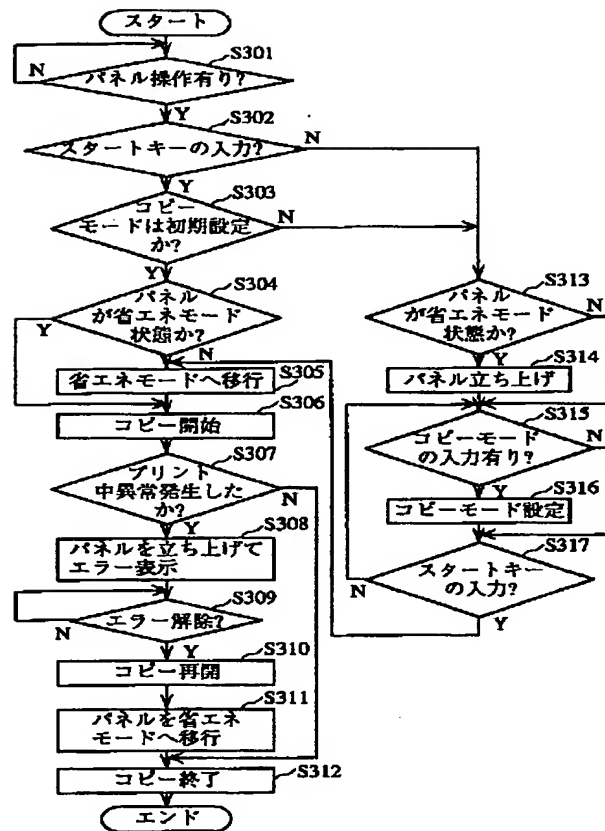 スタート
S301
パネル操作有り?
N
Y
S302
スタートキーの入力?
N
Y
S303
コピー
モードは初期設定
か?
N
Y
S304
パネル
が省エネモード
状態か?
Y
N
S305
省エネモードへ移行
S306
コピー開始
S307
プリント
中異常発生した
か?
N
Y
S308
パネルを立ち上げて
エラー表示
S309
エラー解除?
N
Y
S310
コピー再開
S311
パネルを省エネ
モードへ移行
S312
コピー終了
エンド
S313
パネル
が省エネモード
状態か?
N
Y
S314
パネル立ち上げ
S315
コピーモード
の入力有り?
N
Y
S316
コピーモード設定
S317
スタートキー
の入力?
N
Y